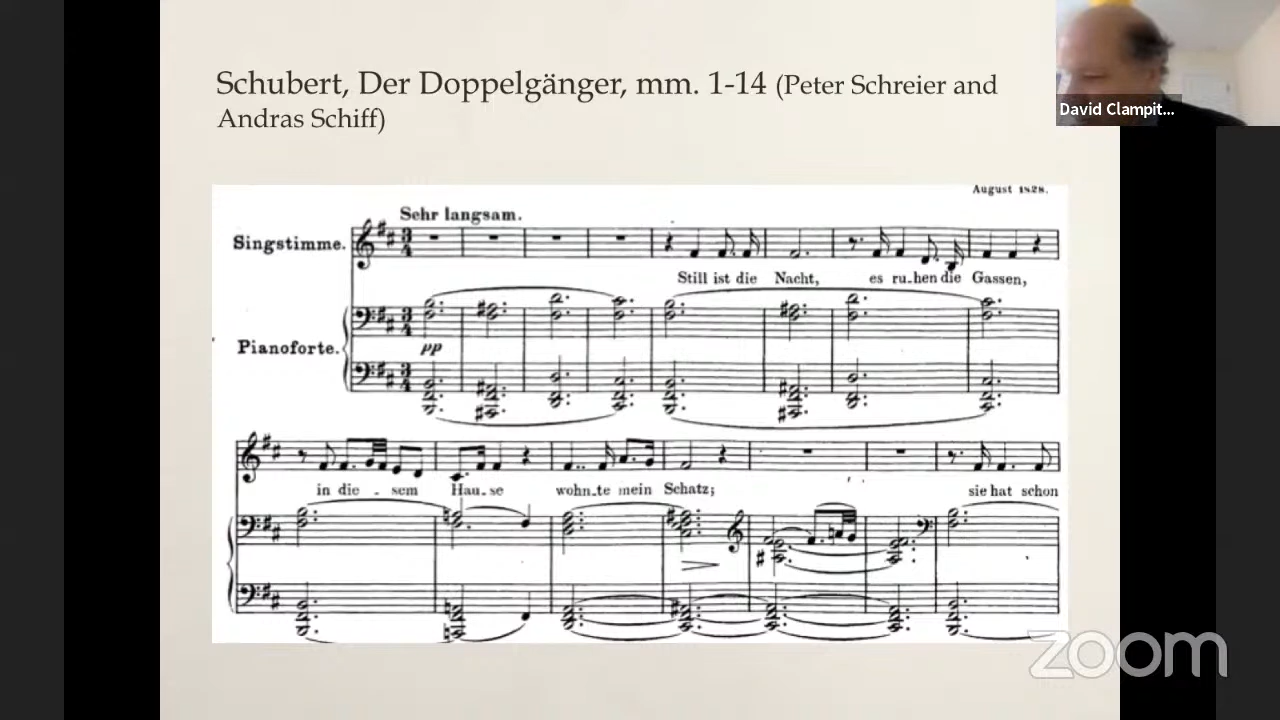 Schubert, Der Doppelgänger, mm. 1-14 (Peter Schreier and
Andras Schiff)
David Clampit...
August 1828.
Sehr langsam.
Singstimme.
Still ist die Nacht, es ru-hen die Gassen,
Pianoforte.
pp
in die - sem Hau-se wohn-te mein Schatz; sie hat schon
zoom